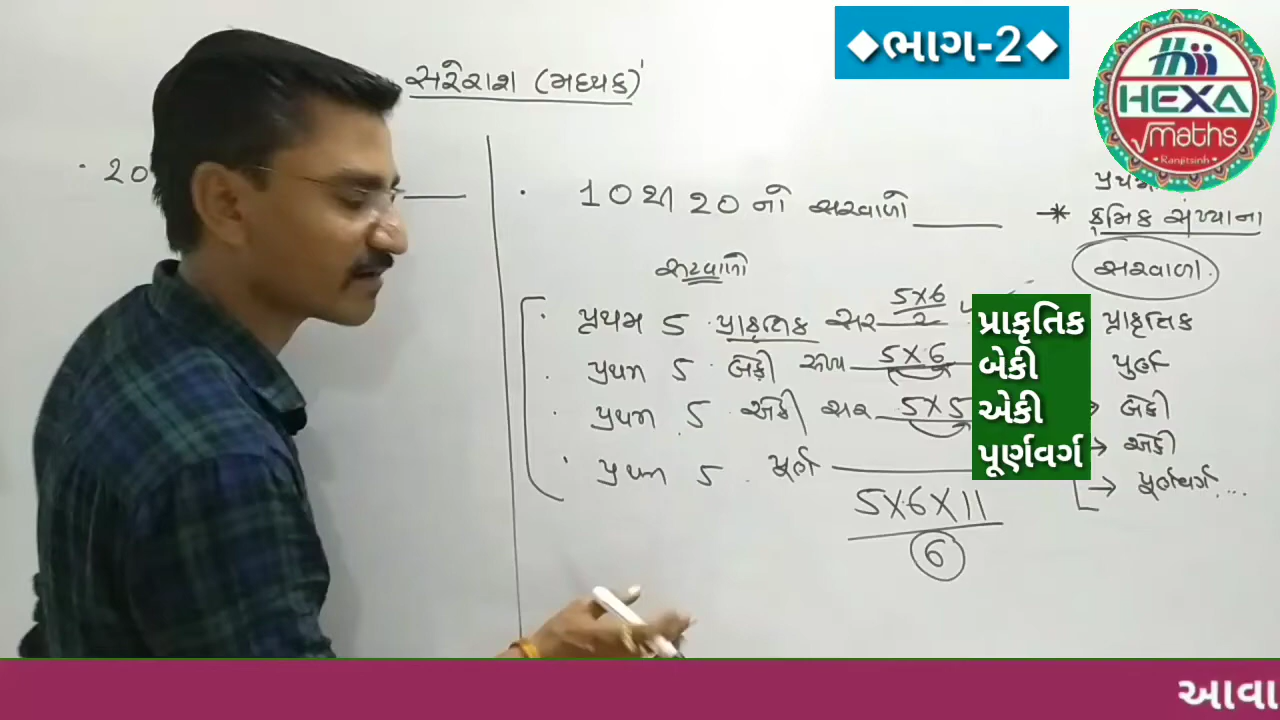 ◆ભાગ-2◆
HEXA
maths
Ranjitsinh
સરેરાશ (મધ્યક)
20
10 થી 20 નો સરવાળો
ક્રમિક સંખ્યાના
સરવાળા
સરવાળો
પ્રથમ 5 પ્રાકૃતિક સર 5×6/2
પ્રથમ 5 બેકી 5×6
પ્રથમ 5 એકી સર 5×5
પ્રથમ 5 પૂર્ણ
5×6×11
6
પ્રાકૃતિક
બેકી
એકી
પૂર્ણવર્ગ
પ્રાકૃતિક
પુર્ણ
→ બેકી
→ એકી
→ પૂર્ણવર્ગ....
આવા